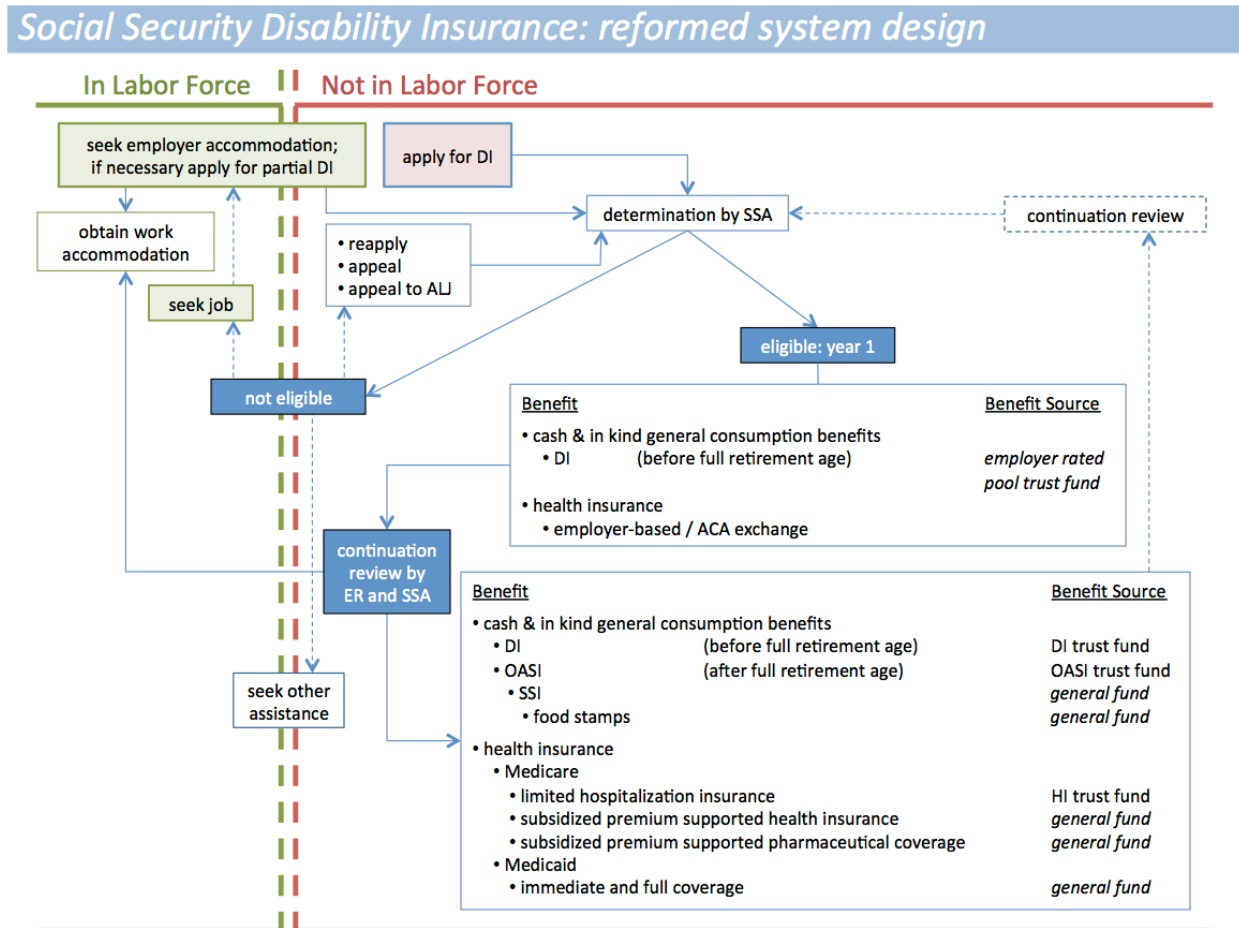 Social Security Disability Insurance: reformed system design
In Labor Force
Not in Labor Force
seek employer accommodation;
if necessary apply for partial DI
apply for DI
determination by SSA
continuation review
obtain work
accommodation
• reapply
• appeal
• appeal to ALJ
seek job
eligible: year 1
not eligible
Benefit Benefit Source
• cash & in kind general consumption benefits
• DI (before full retirement age) employer rated
pool trust fund
• health insurance
• employer-based / ACA exchange
continuation
review by
ER and SSA
Benefit Benefit Source
• cash & in kind general consumption benefits
• DI (before full retirement age) DI trust fund
• OASI (after full retirement age) OASI trust fund
• SSI general fund
• food stamps general fund
• health insurance
• Medicare
• limited hospitalization insurance HI trust fund
• subsidized premium supported health insurance general fund
• subsidized premium supported pharmaceutical coverage general fund
• Medicaid
• immediate and full coverage general fund
seek other
assistance